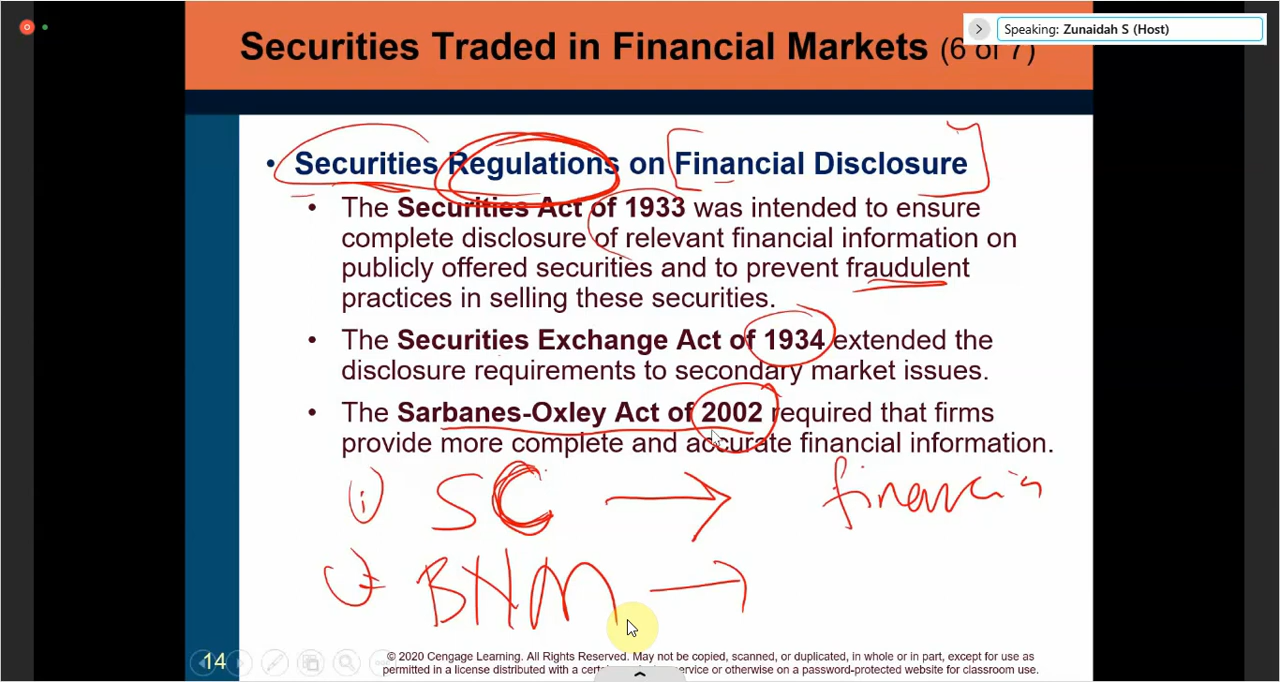 Speaking: Zunaidah S (Host)
Securities Traded in Financial Markets (6 of 7)
• Securities Regulations on Financial Disclosure
• The Securities Act of 1933 was intended to ensure
complete disclosure of relevant financial information on
publicly offered securities and to prevent fraudulent
practices in selling these securities.
• The Securities Exchange Act of 1934 extended the
disclosure requirements to secondary market issues.
• The Sarbanes-Oxley Act of 2002 required that firms
provide more complete and accurate financial information.
SC →
BNM →
14
© 2020 Cengage Learning. All Rights Reserved. May not be copied, scanned, or duplicated, in whole or in part, except for use as
permitted in a license distributed with a service or otherwise on a password-protected website for classroom use.